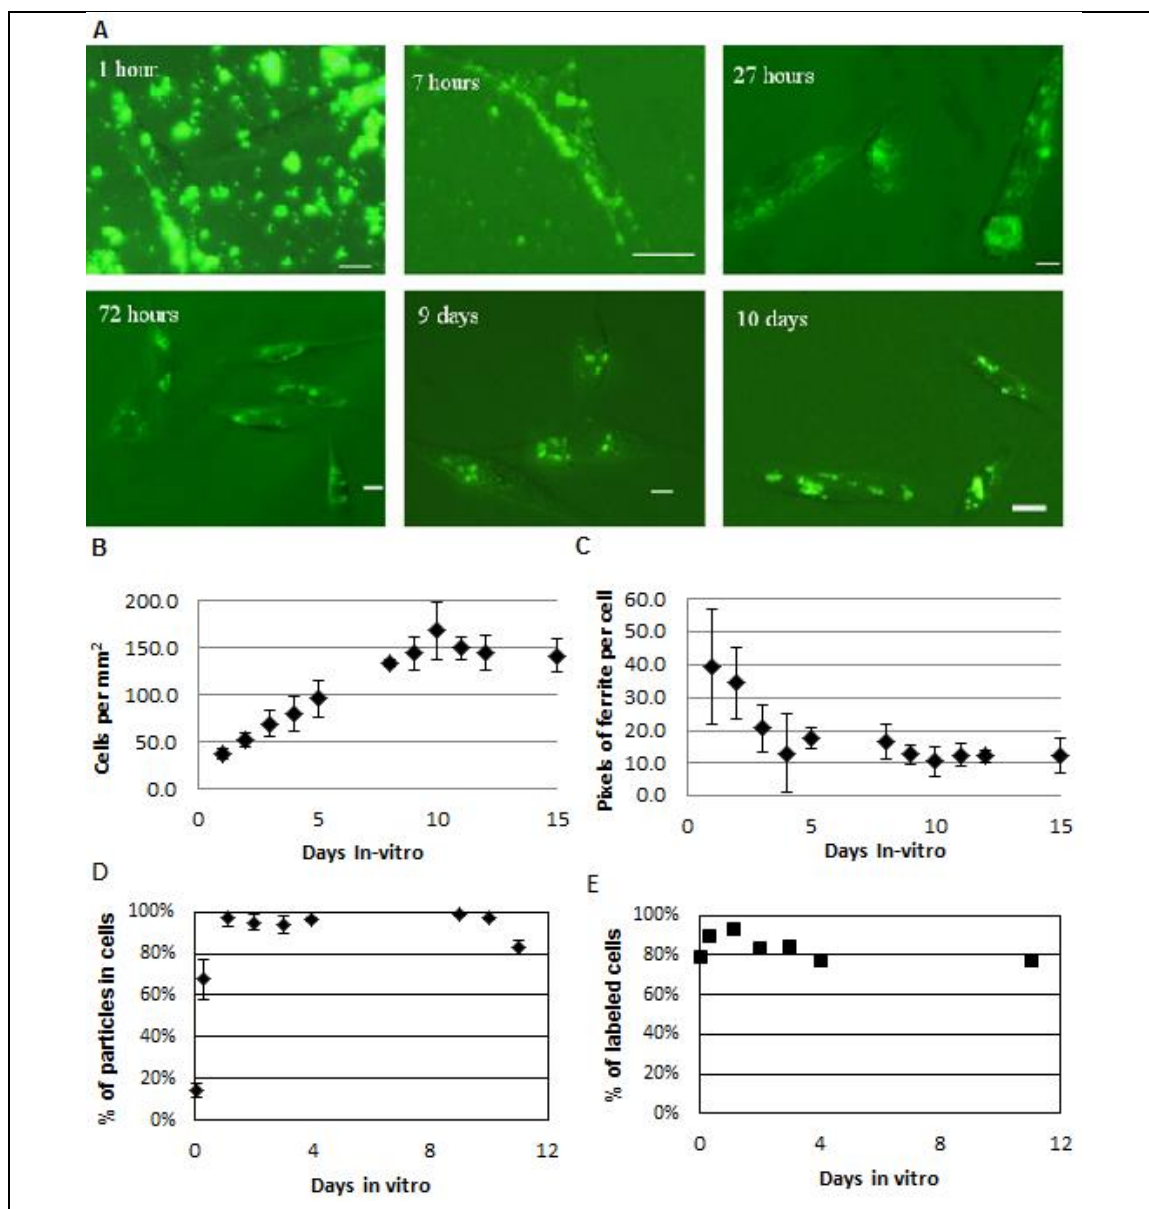 A
1 hour
7 hours
27 hours
72 hours
9 days
10 days
B
C
Cells per mm2
200.0
150.0
100.0
50.0
0.0
0
5
10
15
Days In-vitro
Pixels of ferrite per cell
60.0
50.0
40.0
30.0
20.0
10.0
0.0
0
5
10
15
Days In-vitro
D
E
% of particles in cells
100%
80%
60%
40%
20%
0%
0
4
8
12
Days in vitro
% of labeled cells
100%
80%
60%
40%
20%
0%
0
4
8
12
Days in vitro